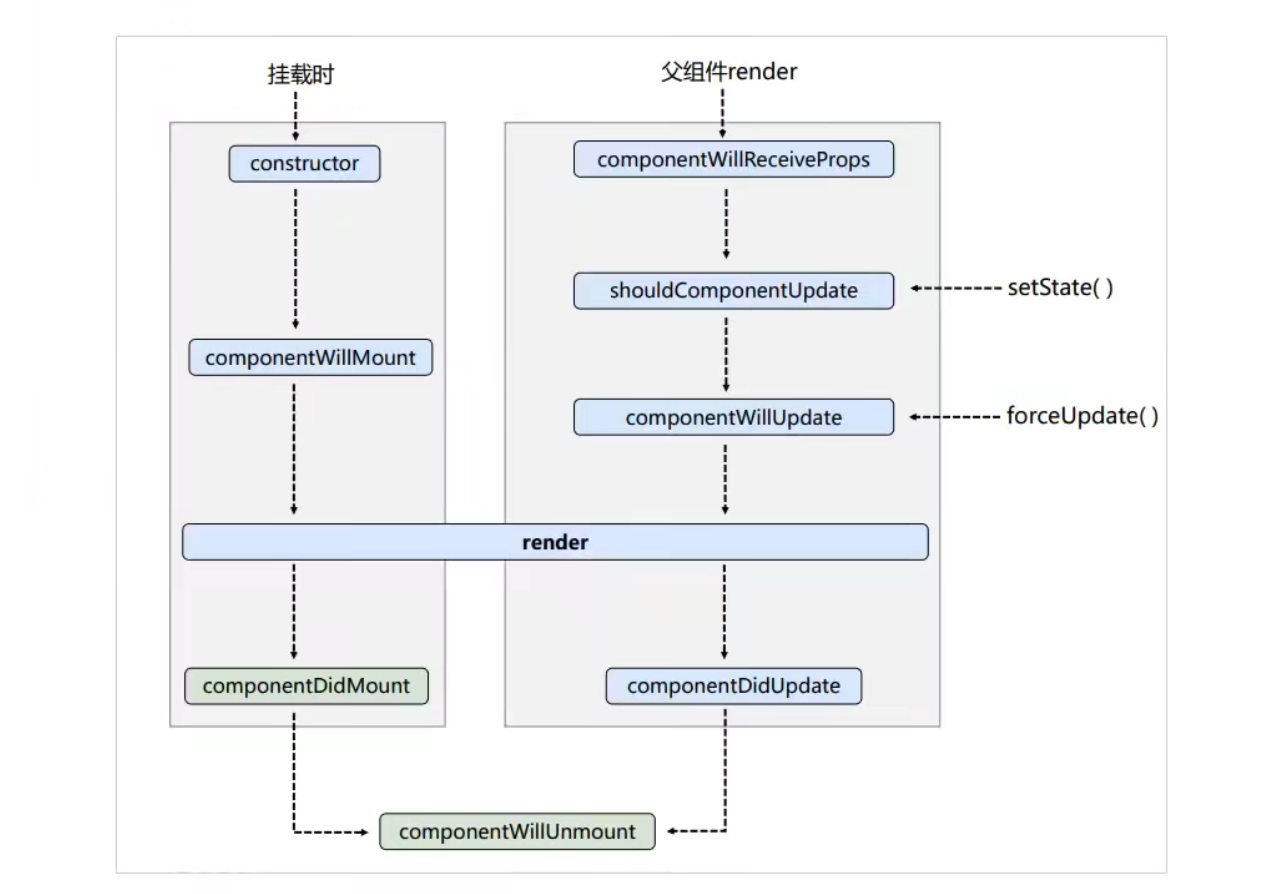 挂载时
父组件render
constructor
componentWillReceiveProps
shouldComponentUpdate
setState( )
componentWillMount
componentWillUpdate
forceUpdate( )
render
componentDidMount
componentDidUpdate
componentWillUnmount